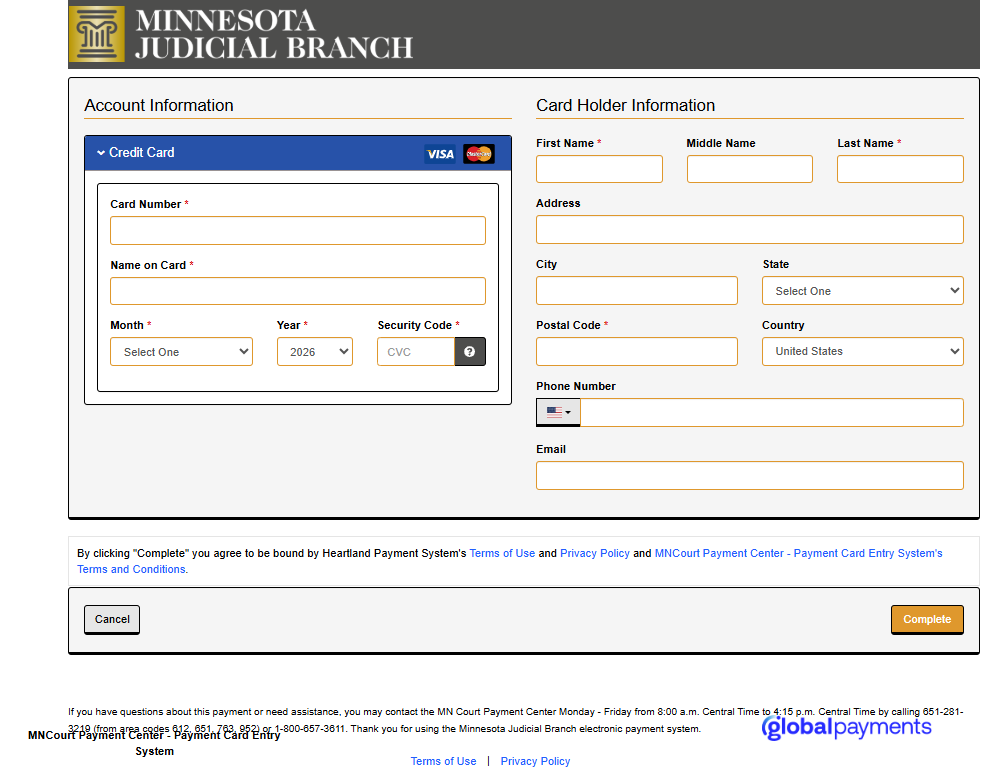 MINNESOTA
JUDICIAL BRANCH
Account Information
Credit Card
VISA
MasterCard
Card Number *
Name on Card *
Month * Year * Security Code *
Select One 2026 CVC ?
Card Holder Information
First Name * Middle Name Last Name *
Address
City State
Select One
Postal Code * Country
United States
Phone Number
Email
By clicking "Complete" you agree to be bound by Heartland Payment System's Terms of Use and Privacy Policy and MNCourt Payment Center - Payment Card Entry System's
Terms and Conditions.
Cancel Complete
If you have questions about this payment or need assistance, you may contact the MN Court Payment Center Monday - Friday from 8:00 a.m. Central Time to 4:15 p.m. Central Time by calling 651-281-
3219 (from area codes 612, 651, 763, 952) or 1-800-657-3611. Thank you for using the Minnesota Judicial Branch electronic payment system.
MNCourt Payment Center - Payment Card Entry
System
globalpayments
Terms of Use | Privacy Policy